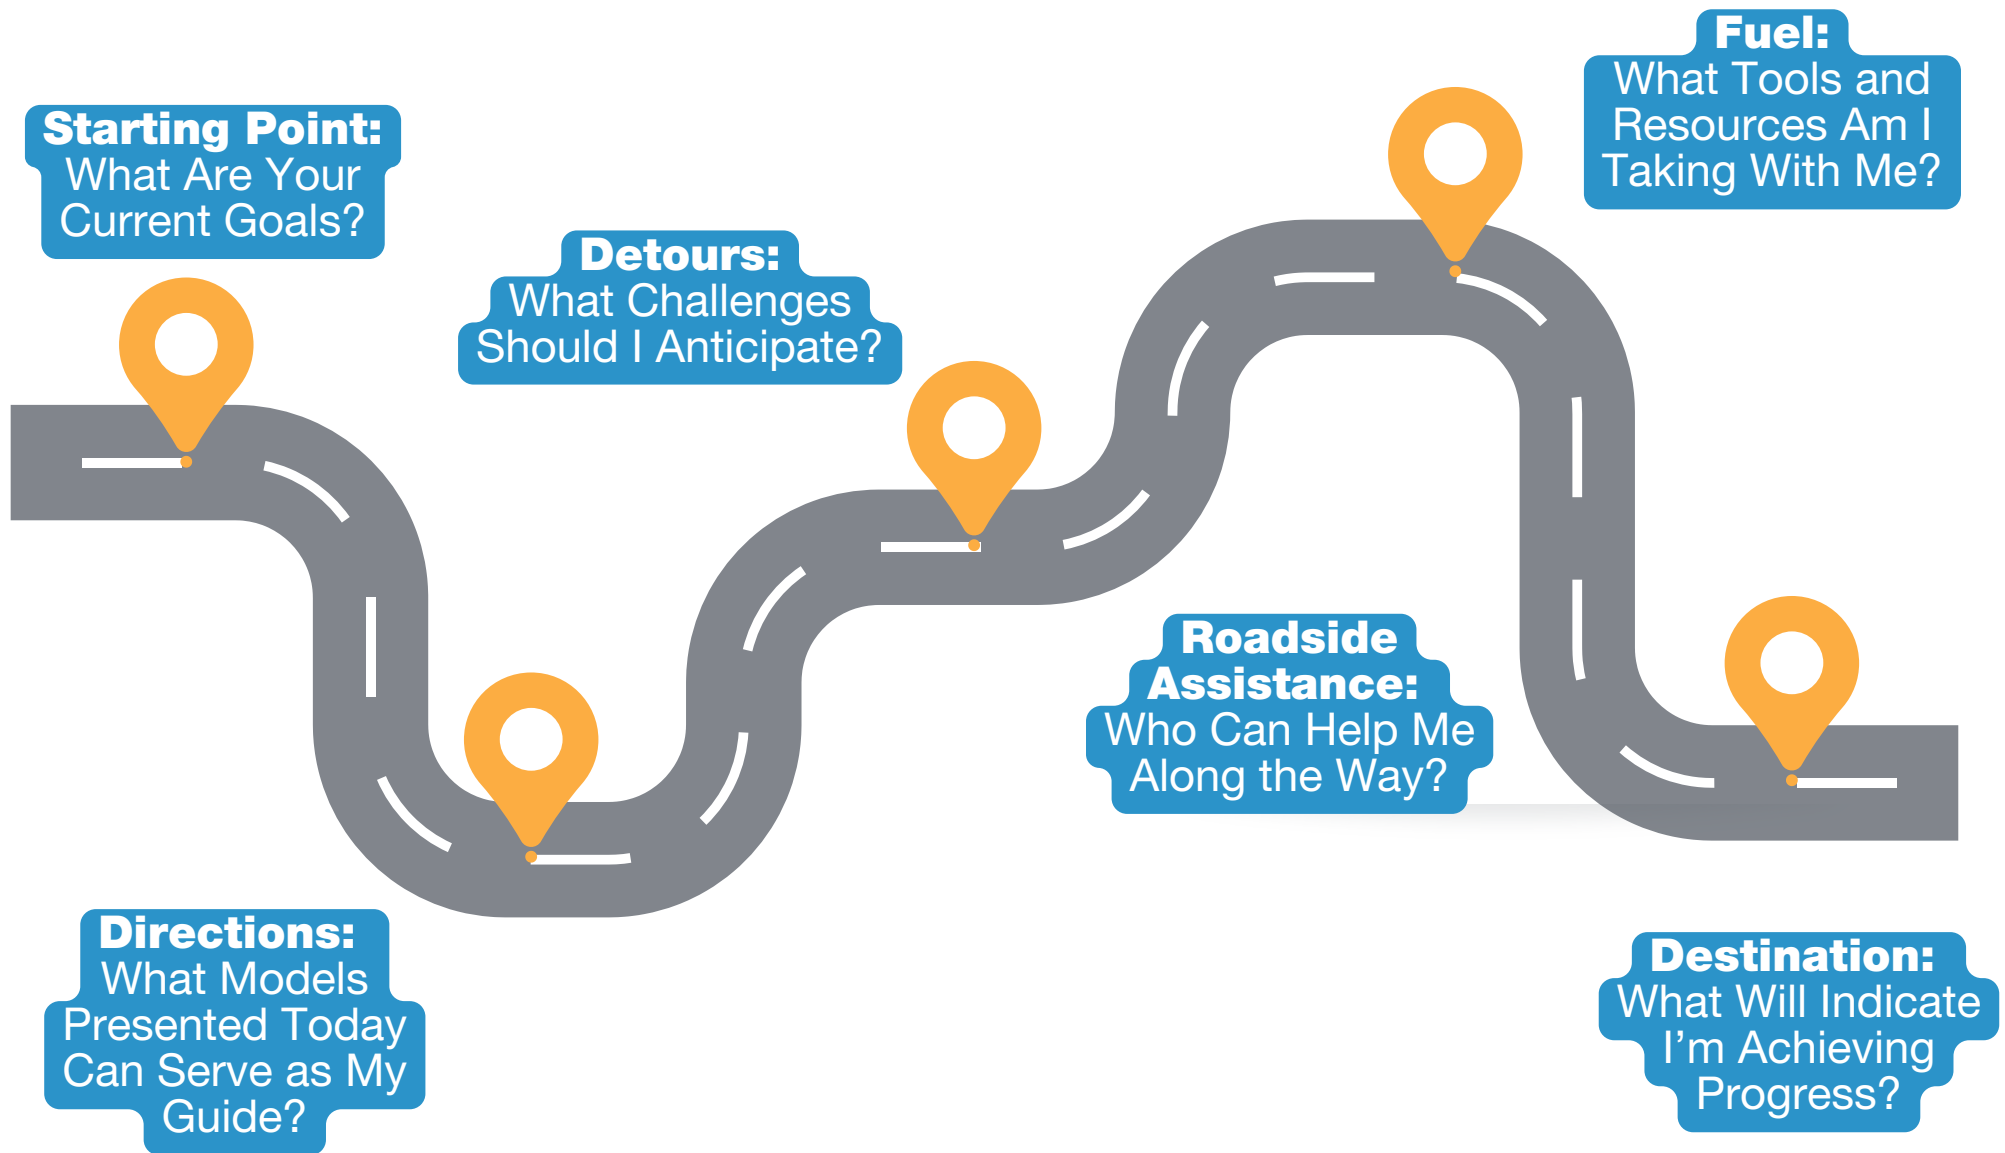 Starting Point:
What Are Your
Current Goals?
Directions:
What Models
Presented Today
Can Serve as My
Guide?
Detours:
What Challenges
Should I Anticipate?
Roadside
Assistance:
Who Can Help Me
Along the Way?
Fuel:
What Tools and
Resources Am I
Taking With Me?
Destination:
What Will Indicate
I’m Achieving
Progress?